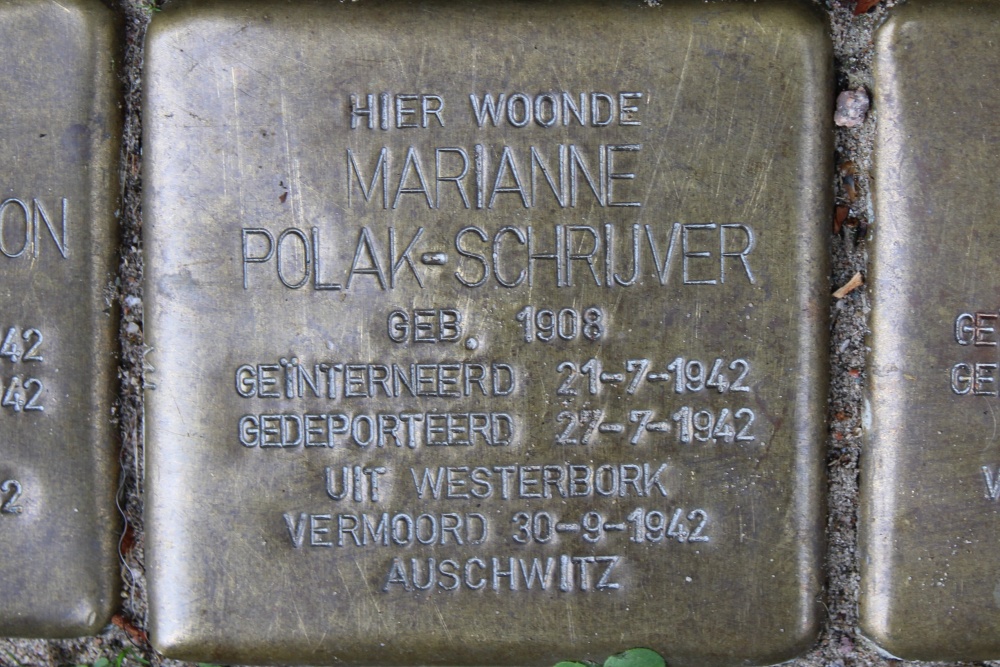 HIER WOONDE
MARIANNE
POLAK-SCHRIJVER
GEB. 1908
GEÏNTERNEERD 21-7-1942
GEDEPORTEERD 27-7-1942
UIT WESTERBORK
VERMOORD 30-9-1942
AUSCHWITZ